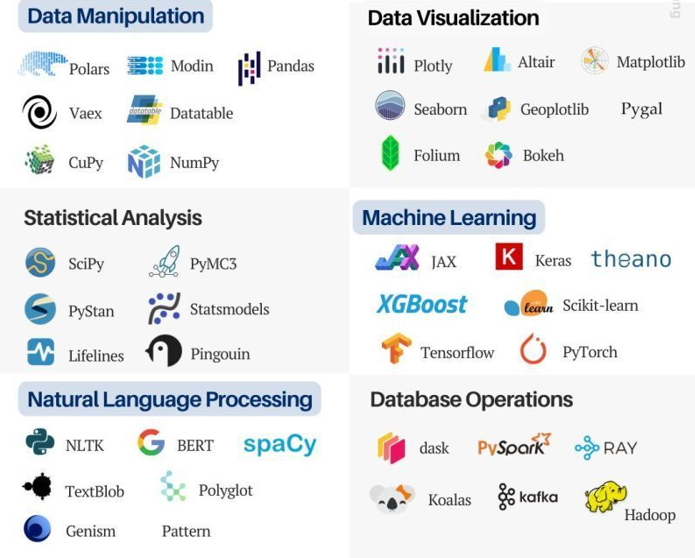 Data Manipulation
Polars
Modin
Pandas
Vaex
datatable
Datatable
CuPy
NumPy
Data Visualization
Plotly
Altair
Matplotlib
Seaborn
Geoplotlib
Pygal
Folium
Bokeh
Statistical Analysis
SciPy
PyMC3
PyStan
Statsmodels
Lifelines
Pingouin
Machine Learning
JAX
JAX
K
Keras
theano
XGBoost
learn
Scikit-learn
Tensorflow
PyTorch
Natural Language Processing
NLTK
BERT
spaCy
TextBlob
Polyglot
Genism
Pattern
Database Operations
dask
PySpark
RAY
Koalas
kafka
Hadoop